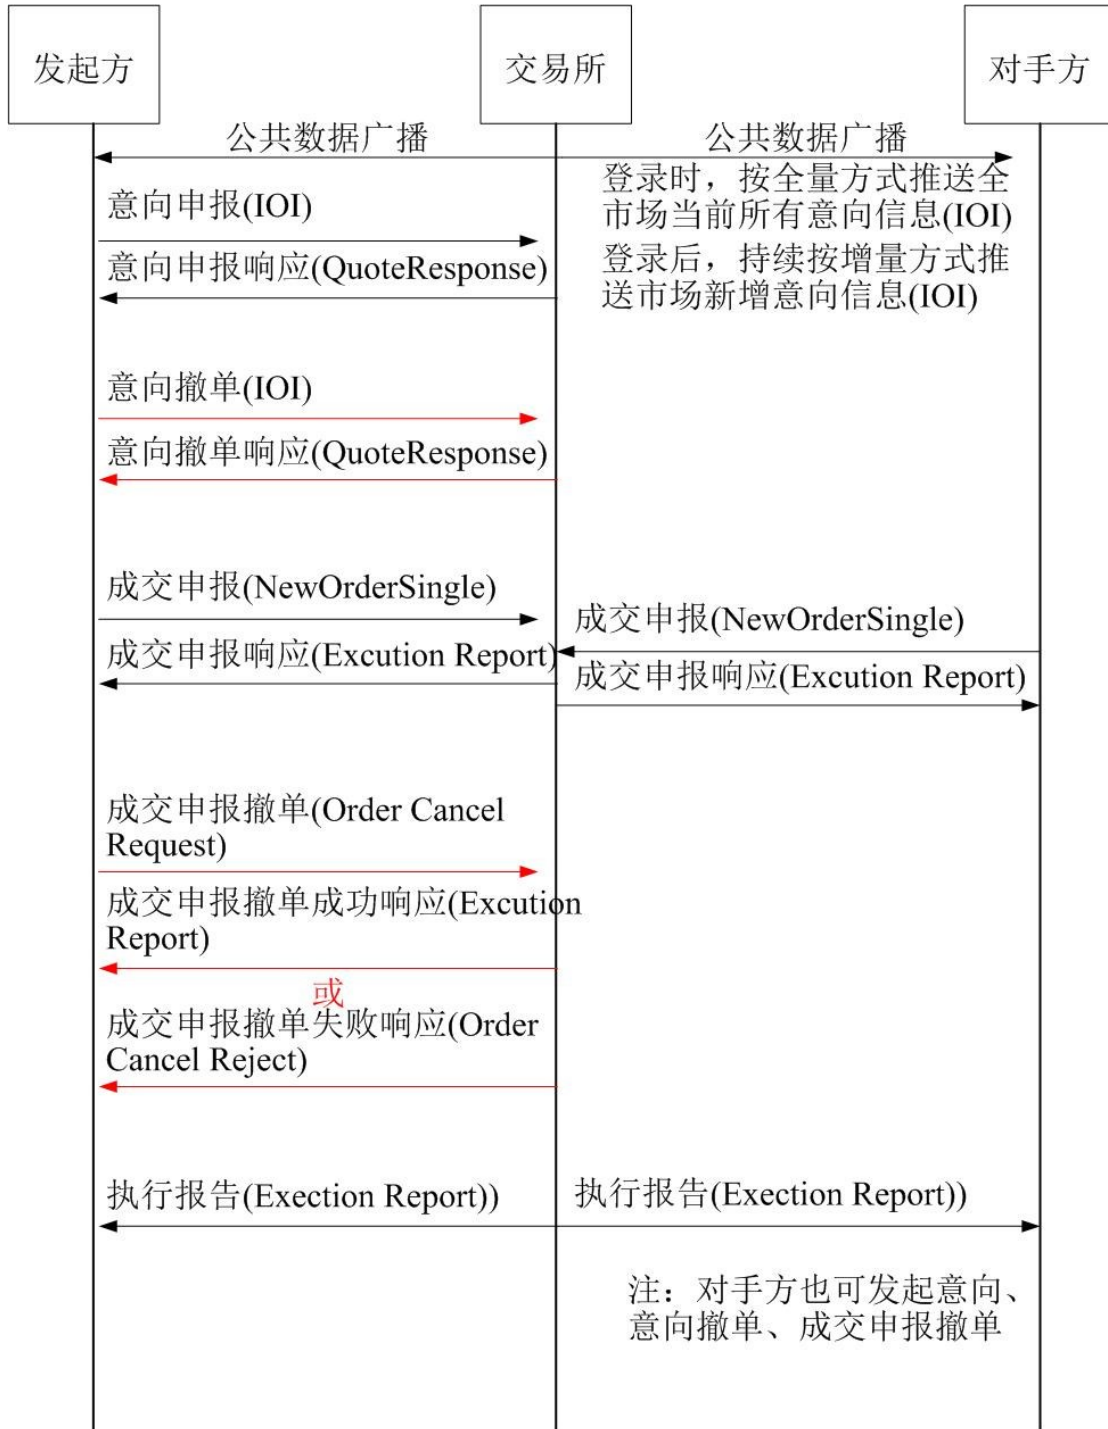 发起方
交易所
对手方
公共数据广播
公共数据广播
登录时，按全量方式推送全
市场当前所有意向信息(IOI)
登录后，持续按增量方式推
送市场新增意向信息(IOI)
意向申报(IOI)
意向申报响应(QuoteResponse)
意向撤单(IOI)
意向撤单响应(QuoteResponse)
成交申报(NewOrderSingle)
成交申报(NewOrderSingle)
成交申报响应(Excution Report)
成交申报响应(Excution Report)
成交申报撤单(Order Cancel
Request)
成交申报撤单成功响应(Excution
Report)
或
成交申报撤单失败响应(Order
Cancel Reject)
执行报告(Exection Report))
执行报告(Exection Report))
注：对手方也可发起意向、
意向撤单、成交申报撤单